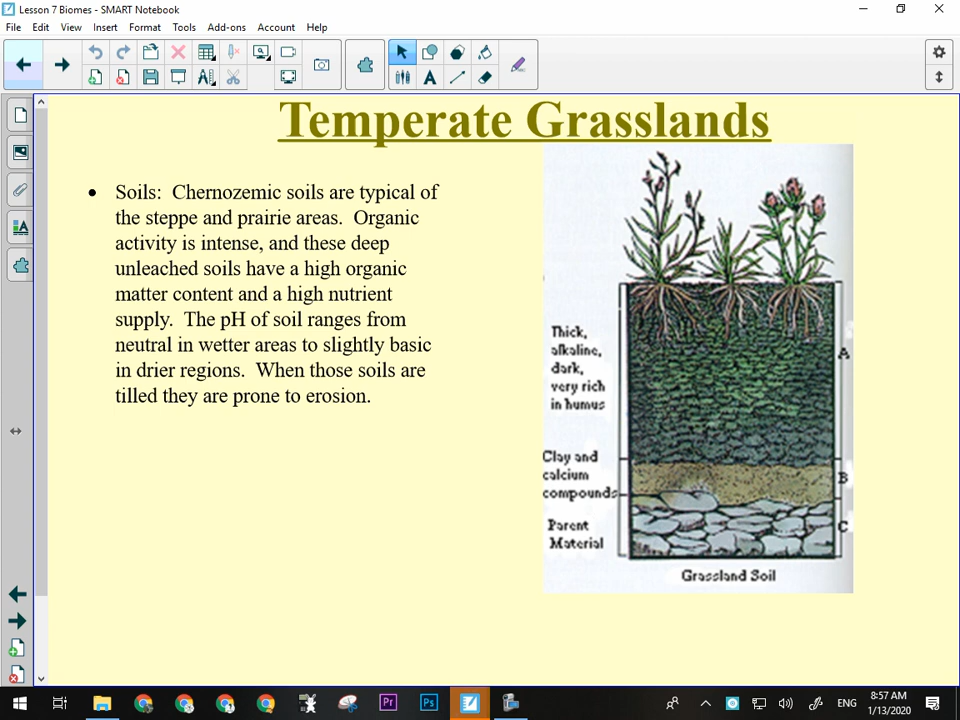 Lesson 7 Biomes - SMART Notebook
File Edit View Insert Format Tools Add-ons Account Help
Temperate Grasslands
• Soils: Chernozemic soils are typical of
the steppe and prairie areas. Organic
activity is intense, and these deep
unleached soils have a high organic
matter content and a high nutrient
supply. The pH of soil ranges from
neutral in wetter areas to slightly basic
in drier regions. When those soils are
tilled they are prone to erosion.
Thick,
alkaline,
dark,
very rich
in humus
A
Clay and
calcium
compounds
B
Parent
Material
C
Grassland Soil
Pr
Ps
ENG
8:57 AM
1/13/2020